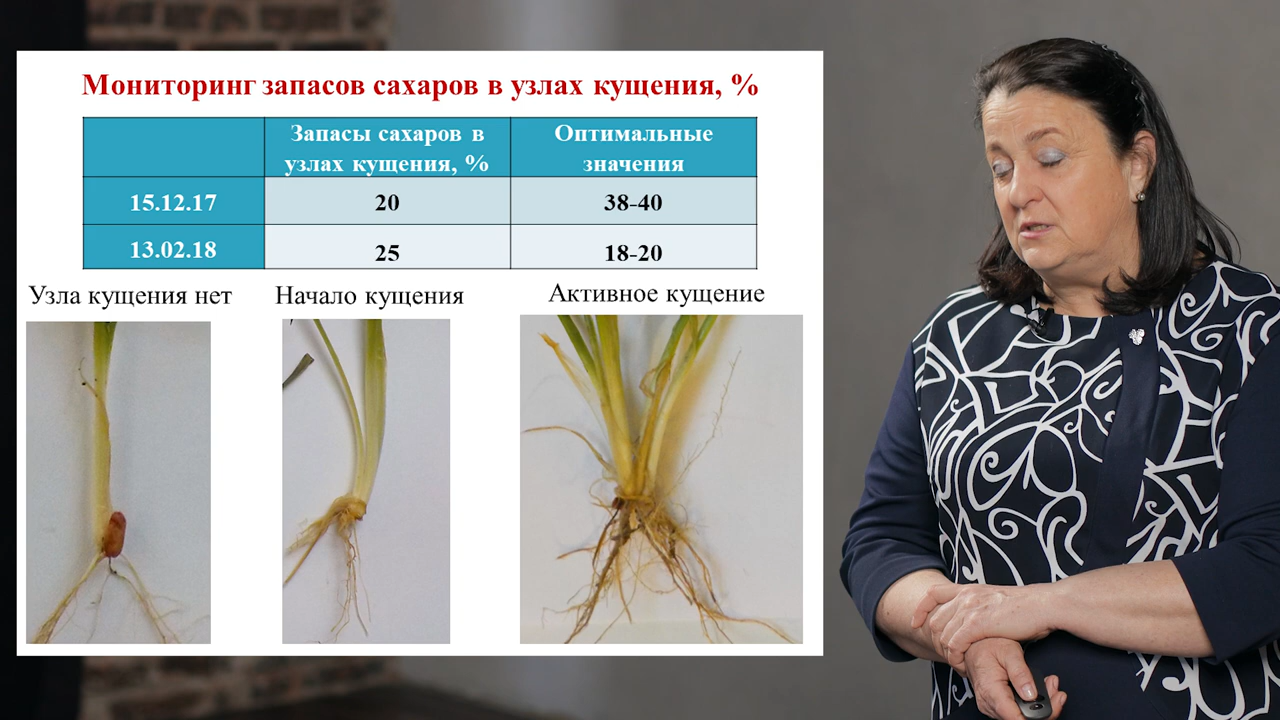 Мониторинг запасов сахаров в узлах кущения, %
Запасы сахаров в
узлах кущения, %
Оптимальные
значения
15.12.17
20
38-40
13.02.18
25
18-20
Узла кущения нет
Начало кущения
Активное кущение